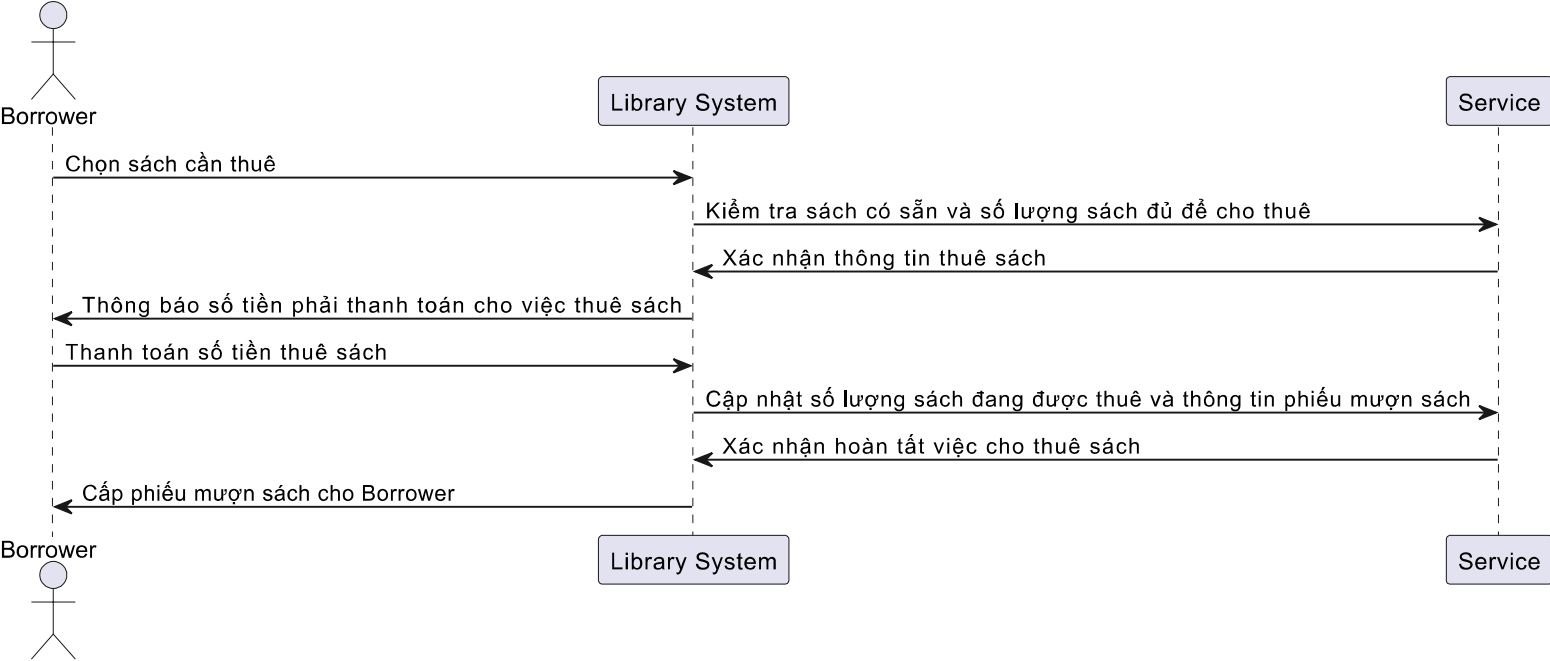 Borrower
Library System
Service
Chọn sách cần thuê
Kiểm tra sách có sẵn và số lượng sách đủ để cho thuê
Xác nhận thông tin thuê sách
Thông báo số tiền phải thanh toán cho việc thuê sách
Thanh toán số tiền thuê sách
Cập nhật số lượng sách đang được thuê và thông tin phiếu mượn sách
Xác nhận hoàn tất việc cho thuê sách
Cấp phiếu mượn sách cho Borrower
Borrower
Library System
Service